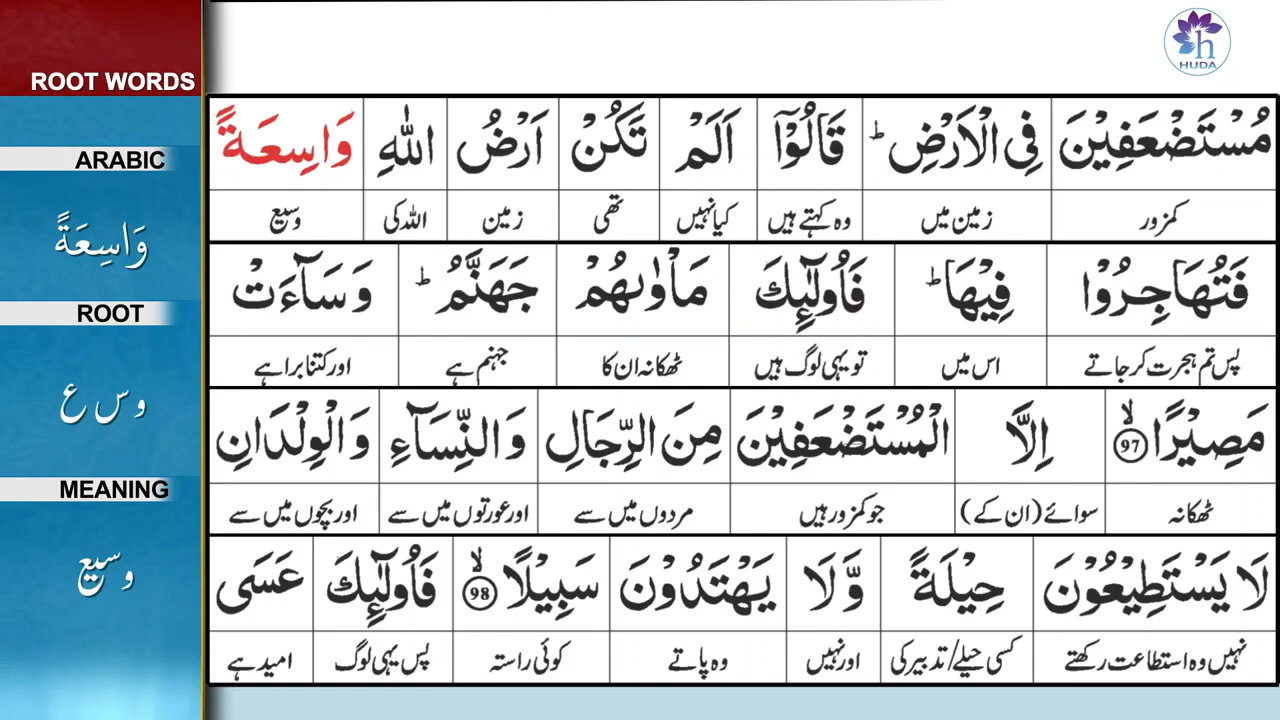 ROOT WORDS
ARABIC
وَاسِعَةً
ROOT
و س ع
MEANING
وسیع
HUDA
مُسْتَضْعَفِيْنَ فِي الْاَرْضِ ؕ قَالُوْۤا اَلَمْ تَكُنْ اَرْضُ اللّٰهِ وَاسِعَةً
کمزور زمین میں وہ کہتے ہیں کیا نہیں تھی زمین اللہ کی وسیع
فَتُهَاجِرُوْا فِيْهَا ؕ فَاُولٰٓئِكَ مَاْوٰىهُمْ جَهَنَّمُ ؕ وَسَآءَتْ
پس تم ہجرت کر جاتے اس میں تو یہی لوگ ہیں ٹھکانہ ان کا جہنم ہے اور کتنا برا ہے
مَصِيْرًا ۙ 97 اِلَّا الْمُسْتَضْعَفِيْنَ مِنَ الرِّجَالِ وَالنِّسَآءِ وَالْوِلْدَانِ
ٹھکانہ سوائے (ان کے) جو کمزور ہیں مردوں میں سے اور عورتوں میں سے اور بچوں میں سے
لَا يَسْتَطِيْعُوْنَ حِيْلَةً وَّلَا يَهْتَدُوْنَ سَبِيْلًا ۙ 98 فَاُولٰٓئِكَ عَسَى
نہیں وہ استطاعت رکھتے کسی حیلے/تدبیر کی اور نہیں وہ پاتے کوئی راستہ پس یہی لوگ امید ہے